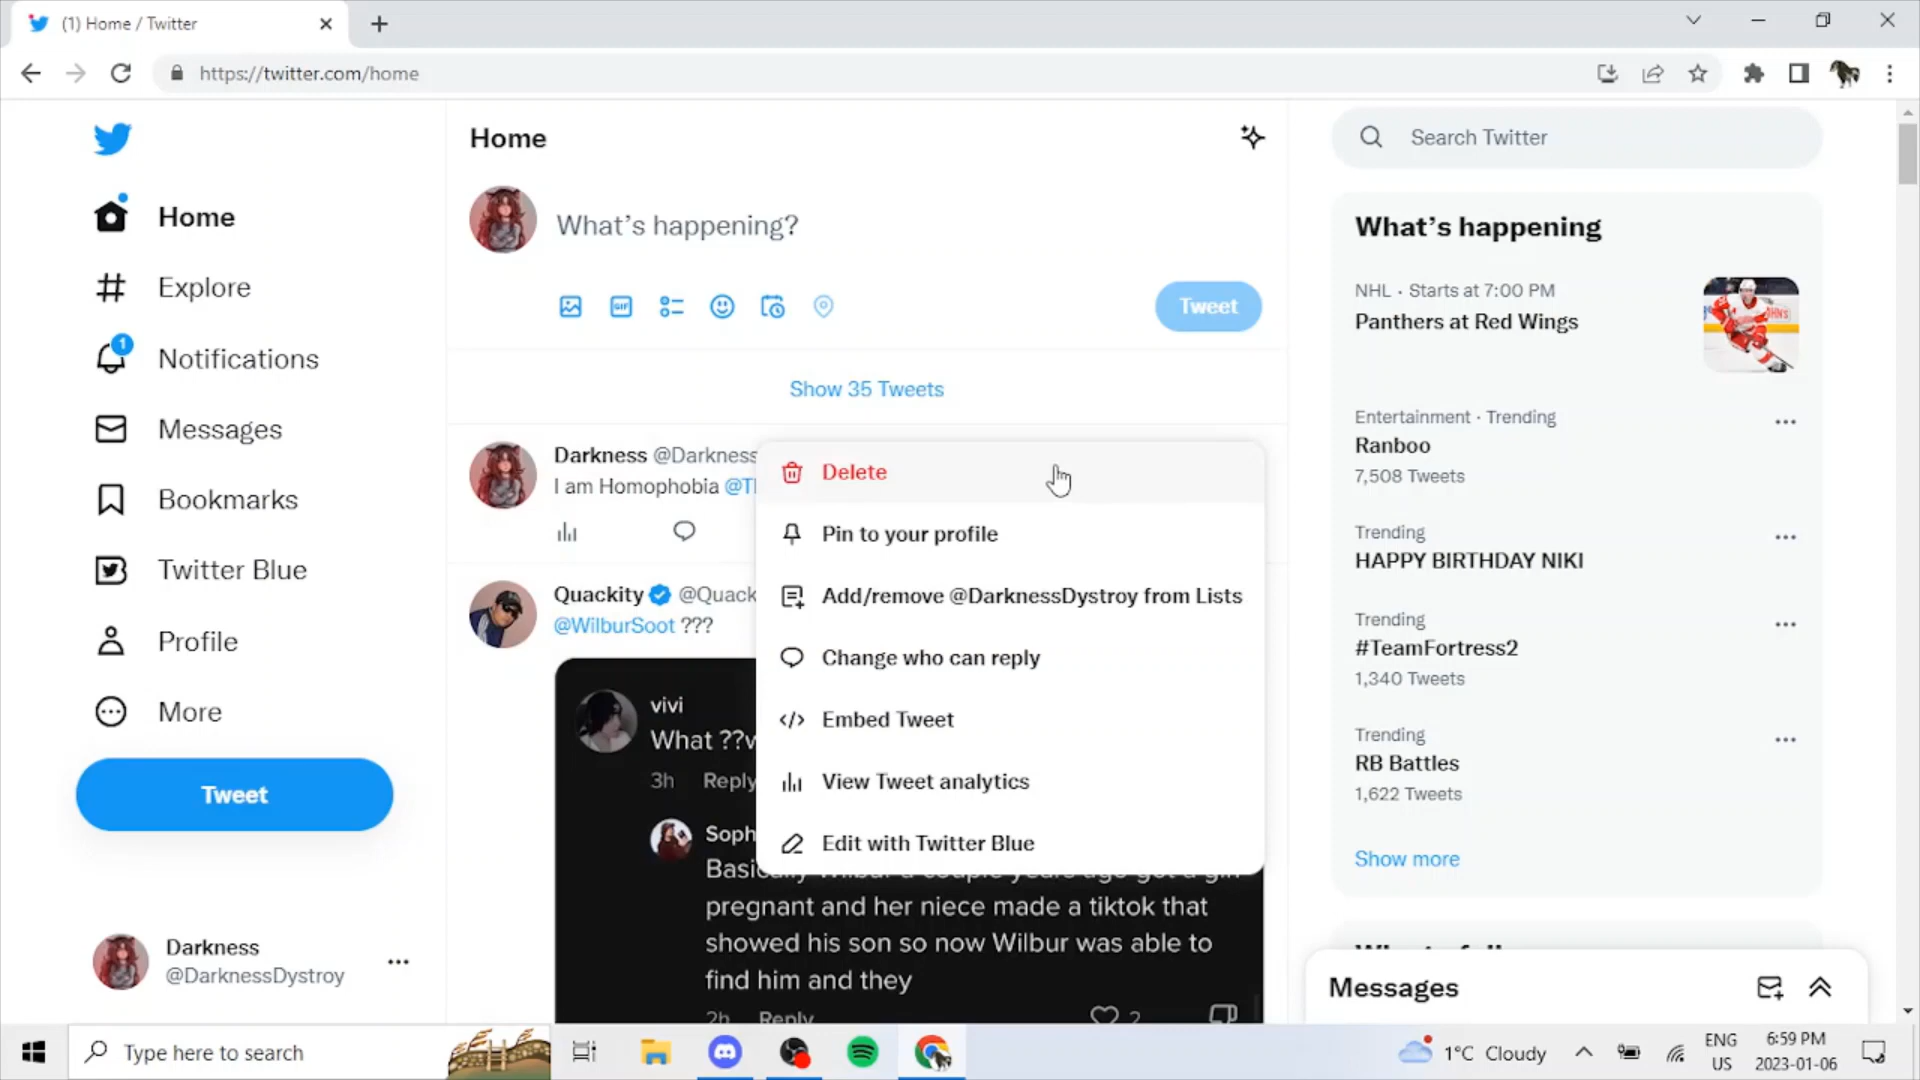 (1) Home / Twitter
https://twitter.com/home
Home
Explore
1
Notifications
Messages
Bookmarks
Twitter Blue
Profile
More
Tweet
Darkness
@DarknessDystroy
Home
What's happening?
GIF
Tweet
Show 35 Tweets
Darkness @Darkness
I am Homophobia
Quackity @Quack
@WilburSoot ???
vivi
What ??
3h Reply
Soph
pregnant and her niece made a tiktok that
showed his son so now Wilbur was able to
find him and they
2h Reply 2
Delete
Pin to your profile
Add/remove @DarknessDystroy from Lists
Change who can reply
Embed Tweet
View Tweet analytics
Edit with Twitter Blue
Search Twitter
What's happening
NHL · Starts at 7:00 PM
Panthers at Red Wings
Entertainment · Trending
Ranboo
7,508 Tweets
Trending
HAPPY BIRTHDAY NIKI
Trending
#TeamFortress2
1,340 Tweets
Trending
RB Battles
1,622 Tweets
Show more
Messages
Type here to search
1°C Cloudy
ENG
US
6:59 PM
2023-01-06